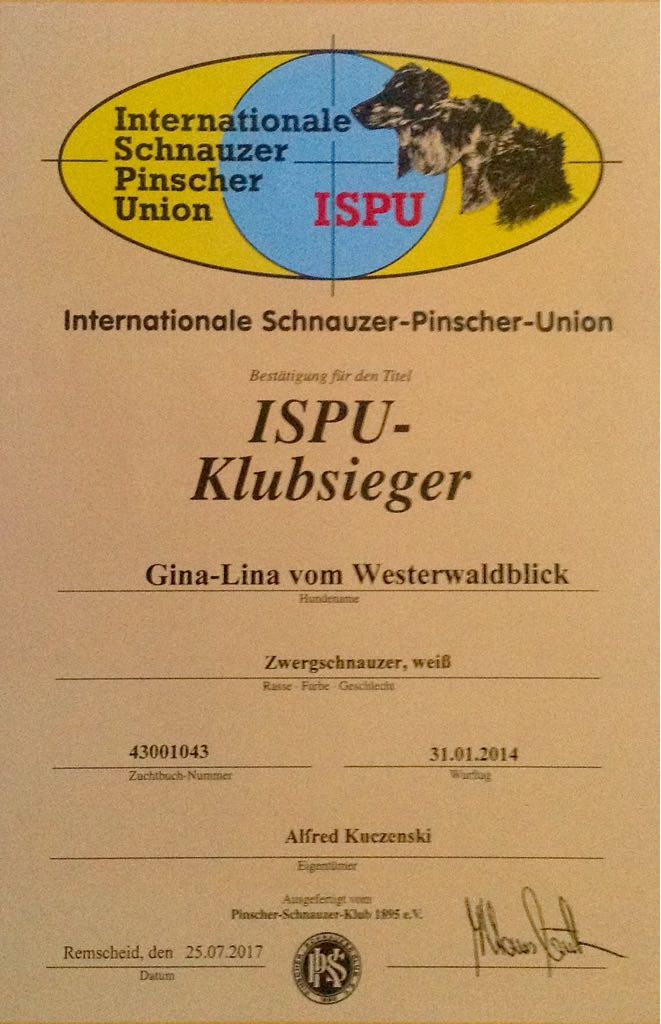 Internationale
Schnauzer
Pinscher
Union
ISPU
Internationale Schnauzer-Pinscher-Union
Bestätigung für den Titel
ISPU-
Klubsieger
Gina-Lina vom Westerwaldblick
Hundename
Zwergschnauzer, weiß
Rasse - Farbe - Geschlecht
43001043 31.01.2014
Zuchtbuch-Nummer Wurftag
Alfred Kuczenski
Eigentümer
Ausgefertigt vom
Pinscher-Schnauzer-Klub 1895 e.V.
Remscheid, den 25.07.2017
Datum
PSK